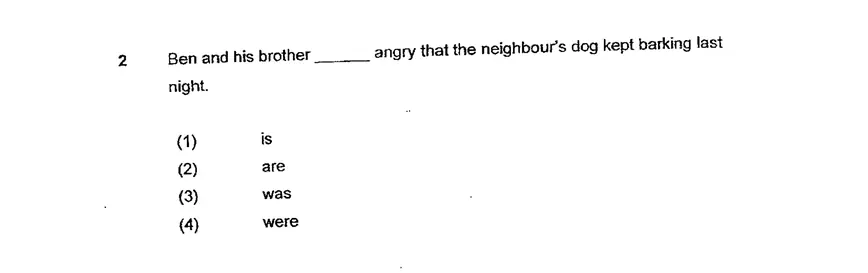 2 Ben and his brother ______ angry that the neighbour's dog kept barking last
night.
(1) is
(2) are
(3) was
(4) were